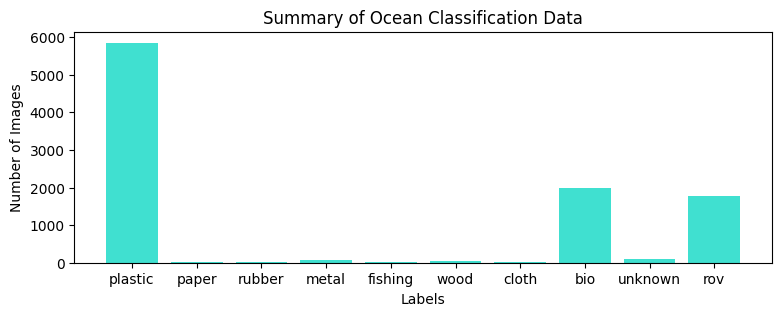 Summary of Ocean Classification Data
Number of Images
6000
5000
4000
3000
2000
1000
0
plastic paper rubber metal fishing wood cloth bio unknown rov
Labels